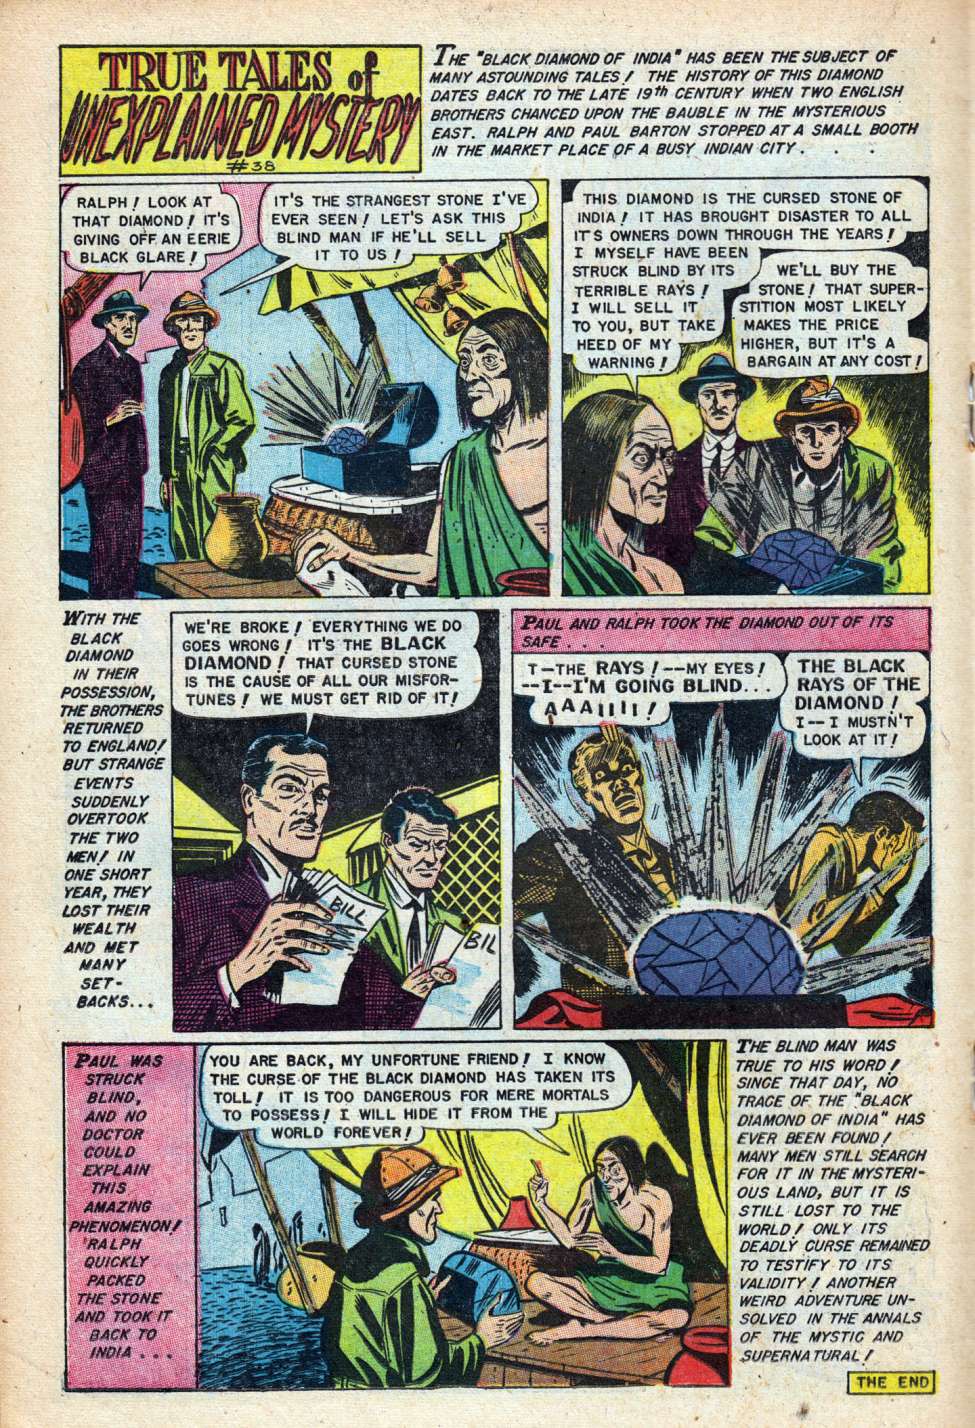 TRUE TALES of
UNEXPLAINED MYSTERY
#38
THE "BLACK DIAMOND OF INDIA" HAS BEEN THE SUBJECT OF
MANY ASTOUNDING TALES! THE HISTORY OF THIS DIAMOND
DATES BACK TO THE LATE 19th CENTURY WHEN TWO ENGLISH
BROTHERS CHANCED UPON THE BAUBLE IN THE MYSTERIOUS
EAST. RALPH AND PAUL BARTON STOPPED AT A SMALL BOOTH
IN THE MARKET PLACE OF A BUSY INDIAN CITY . . .
RALPH! LOOK AT
THAT DIAMOND! IT'S
GIVING OFF AN EERIE
BLACK GLARE!
IT'S THE STRANGEST STONE I'VE
EVER SEEN! LET'S ASK THIS
BLIND MAN IF HE'LL SELL
IT TO US!
THIS DIAMOND IS THE CURSED STONE OF
INDIA! IT HAS BROUGHT DISASTER TO ALL
IT'S OWNERS DOWN THROUGH THE YEARS!
I MYSELF HAVE BEEN
STRUCK BLIND BY ITS
TERRIBLE RAYS!
I WILL SELL IT
TO YOU, BUT TAKE
HEED OF MY
WARNING!
WE'LL BUY THE
STONE! THAT SUPER-
STITION MOST LIKELY
MAKES THE PRICE
HIGHER, BUT IT'S A
BARGAIN AT ANY COST!
WITH THE
BLACK
DIAMOND
IN THEIR
POSSESSION,
THE BROTHERS
RETURNED
TO ENGLAND!
BUT STRANGE
EVENTS
SUDDENLY
OVERTOOK
THE TWO
MEN! IN
ONE SHORT
YEAR, THEY
LOST THEIR
WEALTH
AND MET
MANY
SET-
BACKS...
WE'RE BROKE! EVERYTHING WE DO
GOES WRONG! IT'S THE BLACK
DIAMOND! THAT CURSED STONE
IS THE CAUSE OF ALL OUR MISFOR-
TUNES! WE MUST GET RID OF IT!
BILL
BIL
PAUL AND RALPH TOOK THE DIAMOND OUT OF ITS
SAFE . . .
T--THE RAYS!--MY EYES!
--I--I'M GOING BLIND...
AAAIIII!
THE BLACK
RAYS OF THE
DIAMOND!
I--I MUSTN'T
LOOK AT IT!
PAUL WAS
STRUCK
BLIND,
AND NO
DOCTOR
COULD
EXPLAIN
THIS
AMAZING
PHENOMENON!
RALPH
QUICKLY
PACKED
THE STONE
AND TOOK IT
BACK TO
INDIA . . .
YOU ARE BACK, MY UNFORTUNE FRIEND! I KNOW
THE CURSE OF THE BLACK DIAMOND HAS TAKEN ITS
TOLL! IT IS TOO DANGEROUS FOR MERE MORTALS
TO POSSESS! I WILL HIDE IT FROM THE
WORLD FOREVER!
THE BLIND MAN WAS
TRUE TO HIS WORD!
SINCE THAT DAY, NO
TRACE OF THE "BLACK
DIAMOND OF INDIA" HAS
EVER BEEN FOUND!
MANY MEN STILL SEARCH
FOR IT IN THE MYSTERI-
OUS LAND, BUT IT IS
STILL LOST TO THE
WORLD! ONLY ITS
DEADLY CURSE REMAINED
TO TESTIFY TO ITS
VALIDITY! ANOTHER
WEIRD ADVENTURE UN-
SOLVED IN THE ANNALS
OF THE MYSTIC AND
SUPERNATURAL!
THE END